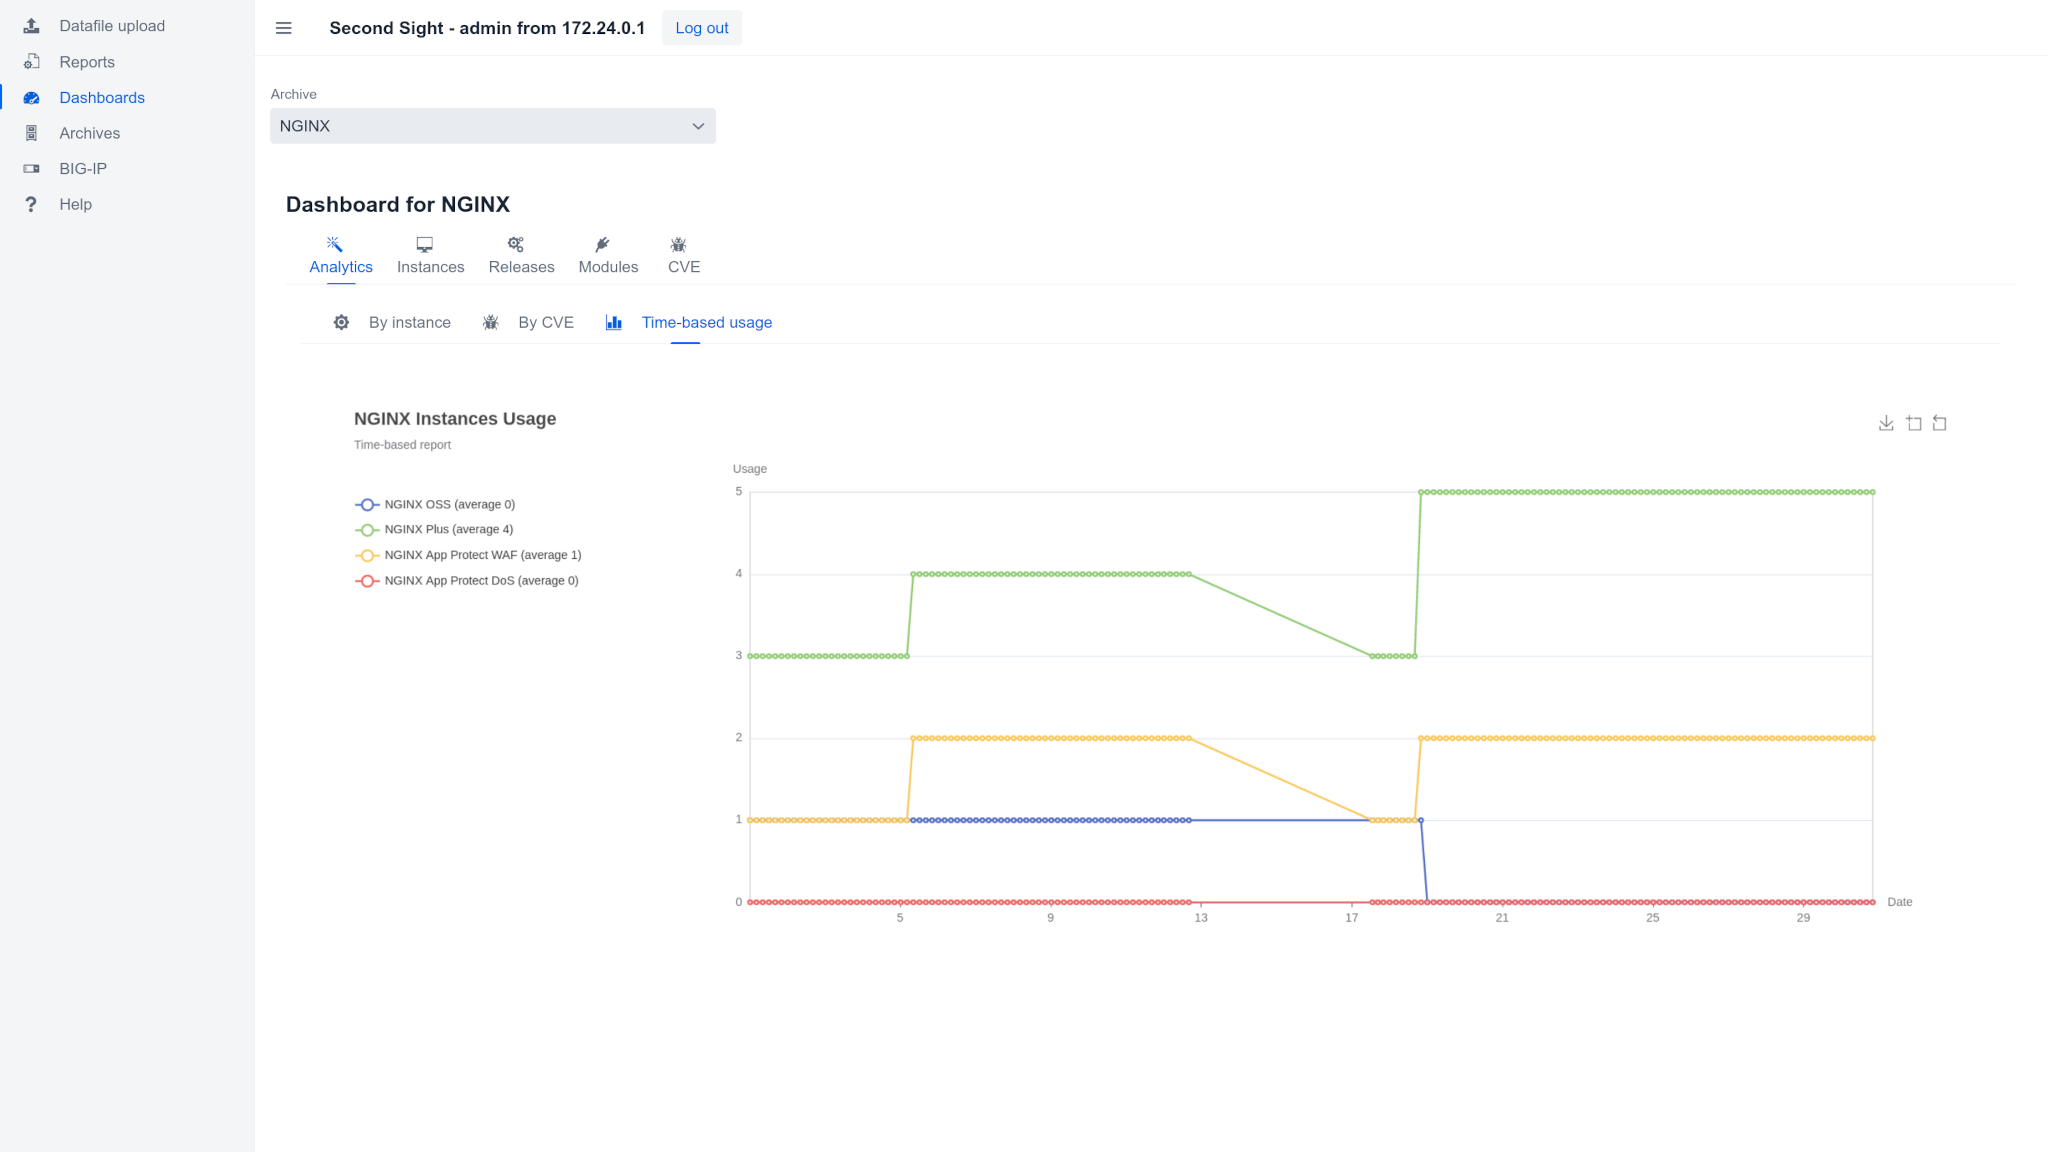 Datafile upload
Reports
Dashboards
Archives
BIG-IP
Help
Second Sight - admin from 172.24.0.1
Log out
Archive
NGINX
Dashboard for NGINX
Analytics
Instances
Releases
Modules
CVE
By instance
By CVE
Time-based usage
NGINX Instances Usage
Time-based report
NGINX OSS (average 0)
NGINX Plus (average 4)
NGINX App Protect WAF (average 1)
NGINX App Protect DoS (average 0)
Usage
5
4
3
2
1
0
5 9 13 17 21 25 29
Date